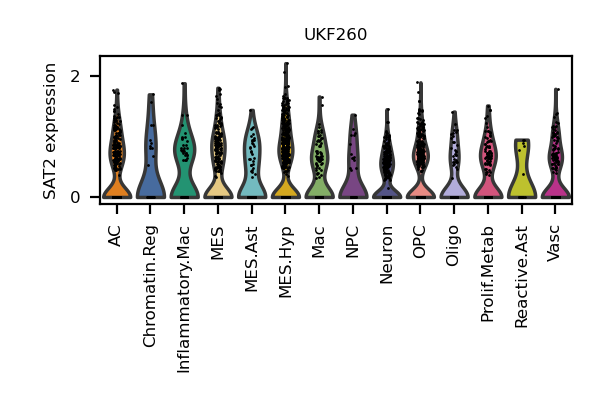 UKF260
SAT2 expression
2
0
AC
Chromatin.Reg
Inflammatory.Mac
MES
MES.Ast
MES.Hyp
Mac
NPC
Neuron
OPC
Oligo
Prolif.Metab
Reactive.Ast
Vasc